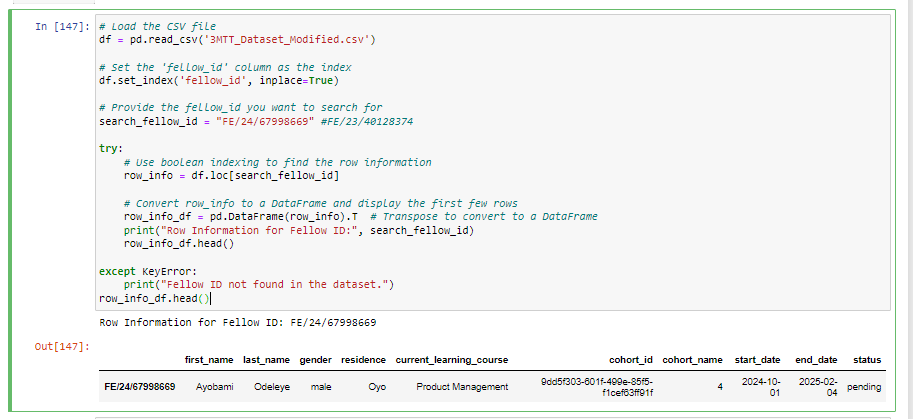 In [147]:
# Load the CSV file
df = pd.read_csv('3MTT_Dataset_Modified.csv')
# Set the 'fellow_id' column as the index
df.set_index('fellow_id', inplace=True)
# Provide the fellow_id you want to search for
search_fellow_id = "FE/24/67998669" #FE/23/40128374
try:
# Use boolean indexing to find the row information
row_info = df.loc[search_fellow_id]
# Convert row_info to a DataFrame and display the first few rows
row_info_df = pd.DataFrame(row_info).T # Transpose to convert to a DataFrame
print("Row Information for Fellow ID:", search_fellow_id)
row_info_df.head()
except KeyError:
print("Fellow ID not found in the dataset.")
row_info_df.head()
Row Information for Fellow ID: FE/24/67998669
Out[147]:
first_name last_name gender residence current_learning_course cohort_id cohort_name start_date end_date status
FE/24/67998669 Ayobami Odeleye male Oyo Product Management 9dd5f303-601f-499e-85f5-f1cef63ff91f 4 2024-10-01 2025-02-04 pending